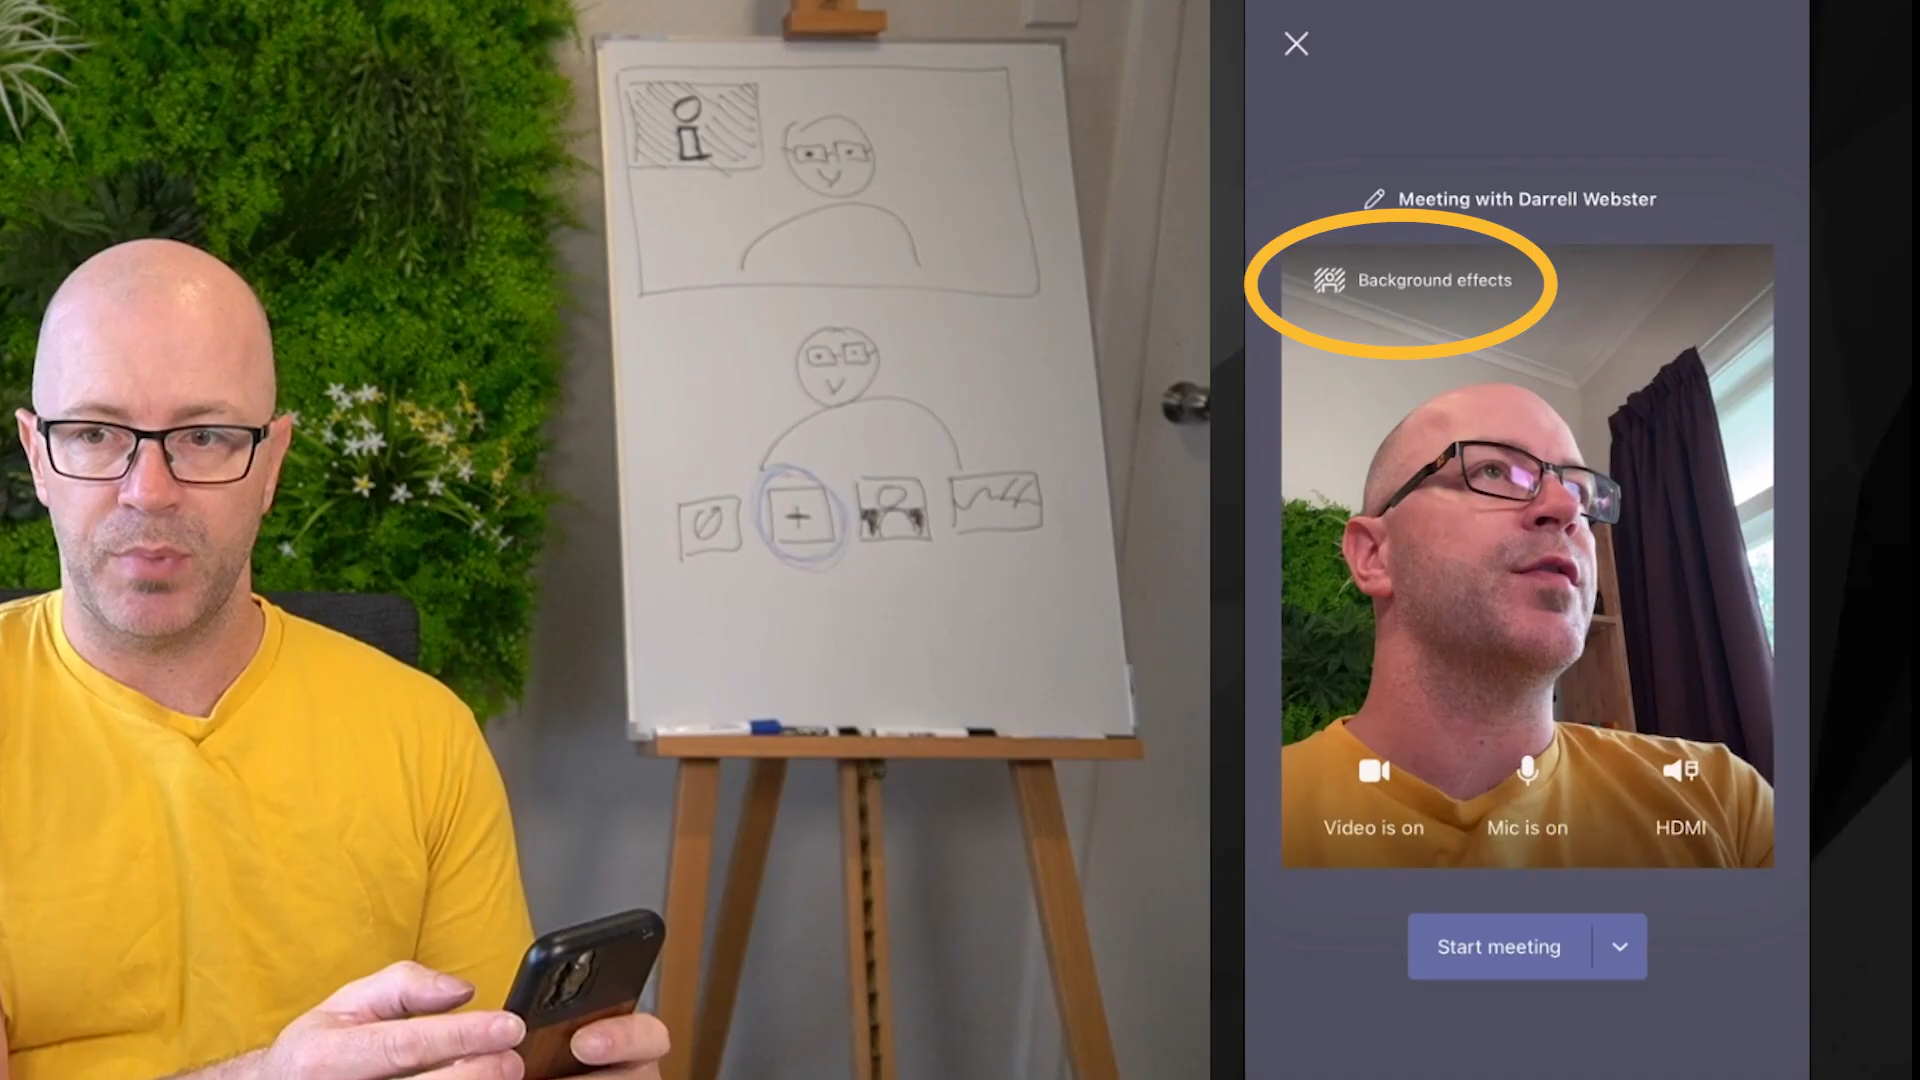 i
+
Meeting with Darrell Webster
Background effects
Video is on
Mic is on
HDMI
Start meeting